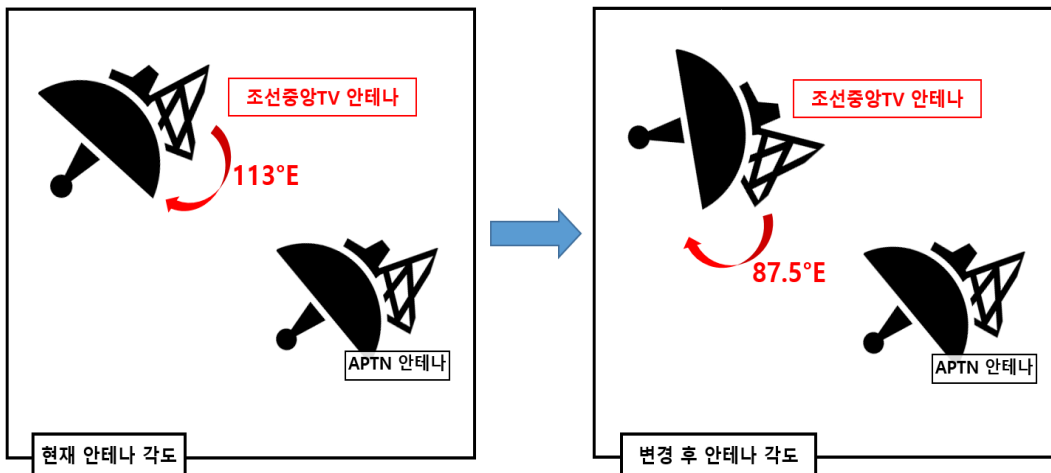 조선중앙TV 안테나
113°E
APTN 안테나
현재 안테나 각도
조선중앙TV 안테나
87.5°E
APTN 안테나
변경 후 안테나 각도